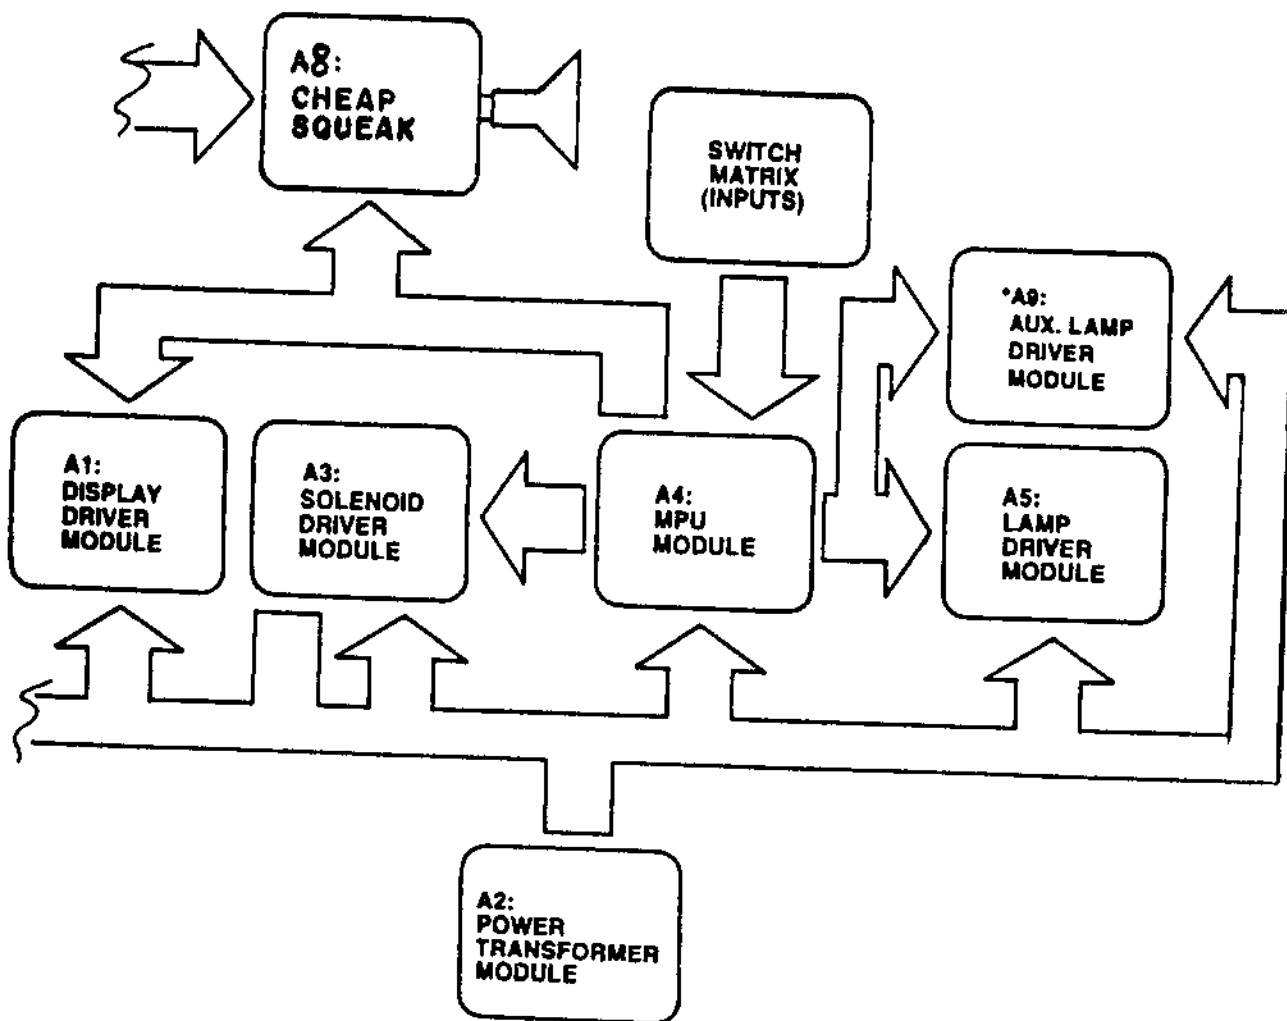 A8:
CHEAP
SQUEAK
SWITCH
MATRIX
(INPUTS)
*A9:
AUX. LAMP
DRIVER
MODULE
A1:
DISPLAY
DRIVER
MODULE
A3:
SOLENOID
DRIVER
MODULE
A4:
MPU
MODULE
A5:
LAMP
DRIVER
MODULE
A2:
POWER
TRANSFORMER
MODULE